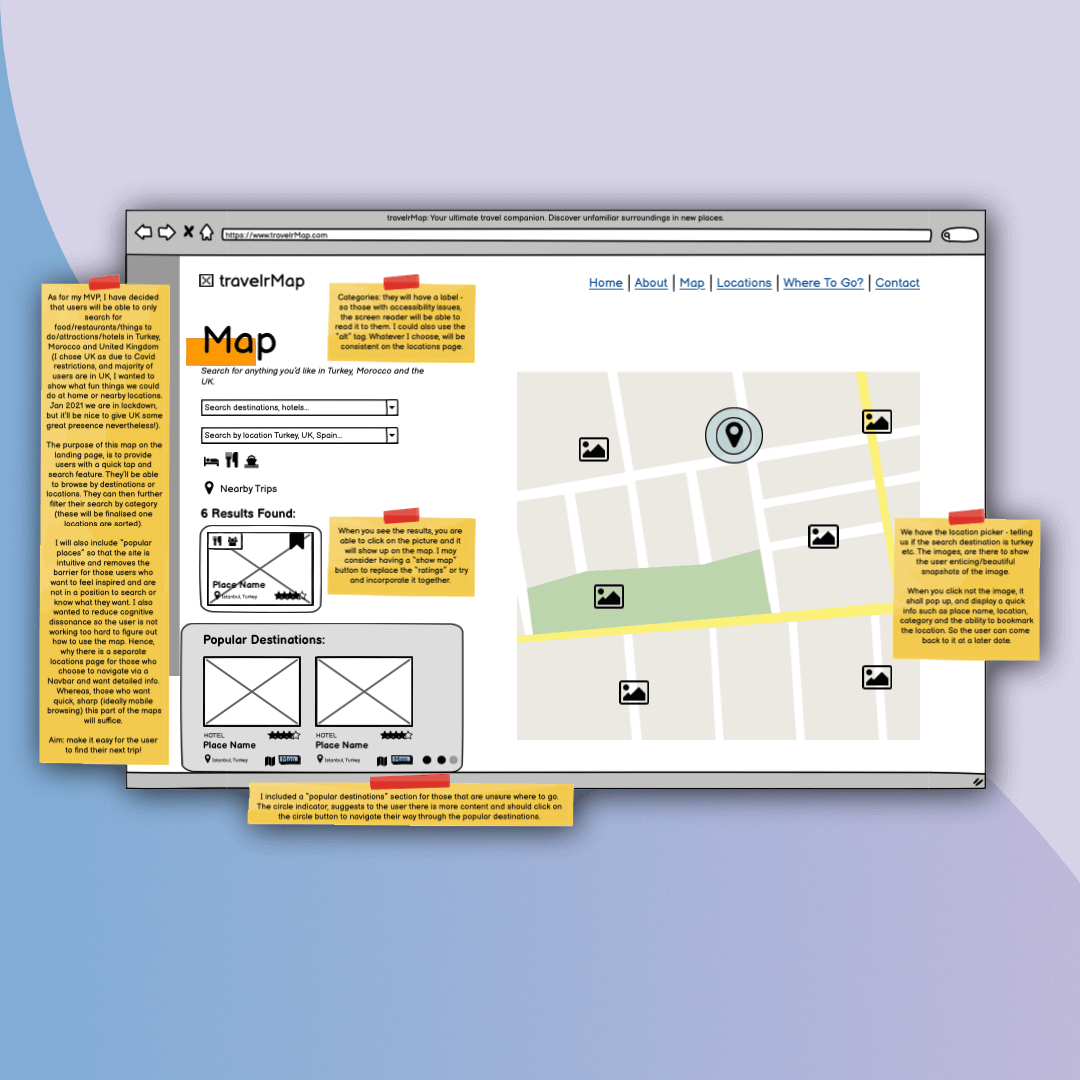 travelrMap: Your ultimate travel companion. Discover unfamiliar surroundings in new places.
https://www.travelrMap.com
travelrMap
Home | About | Map | Locations | Where To Go? | Contact
Map
Search for anything you'd like in Turkey, Morocco and the
UK.
Search destinations, hotels...
Search by location Turkey, UK, Spain...
Nearby Trips
6 Results Found:
Place Name
Istanbul, Turkey
Popular Destinations:
HOTEL
Place Name
Istanbul, Turkey
Map
HOTEL
Place Name
Istanbul, Turkey
Map
As for my MVP, I have decided
that users will be able to only
search for
food/restaurants/things to
do/attractions/hotels in Turkey,
Morocco and United Kingdom
(I chose UK as due to Covid
restrictions, and majority of
users are in UK, I wanted to
show what fun things we could
do at home or nearby locations.
Jan 2021 we are in lockdown,
but it'll be nice to give UK some
great presence nevertheless!).
The purpose of this map on the
landing page, is to provide
users with a quick tap and
search feature. They'll be able
to browse by destinations or
locations. They can then further
filter their search by category
(these will be finalised one
locations are sorted).
I will also include "popular
places" so that the site is
intuitive and removes the
barrier for those users who
want to feel inspired and are
not in a position to search or
know what they want. I also
wanted to reduce cognitive
dissonance so the user is not
working too hard to figure out
how to use the map. Hence,
why there is a separate
locations page for those who
choose to navigate via a
Navbar and want detailed info.
Whereas, those who want
quick, sharp (ideally mobile
browsing) this part of the maps
will suffice.
Aim: make it easy for the user
to find their next trip!
Categories: they will have a label -
so those with accessibility issues,
the screen reader will be able to
read it to them. I could also use the
"alt" tag. Whatever I choose, will be
consistent on the locations page.
When you see the results, you are
able to click on the picture and it
will show up on the map. I may
consider having a "show map"
button to replace the "ratings" or try
and incorporate it together.
We have the location picker - telling
us if the search destination is turkey
etc. The images, are there to show
the user enticing/beautiful
snapshots of the image.
When you click not the image, it
shall pop up, and display a quick
info such as place name, location,
category and the ability to bookmark
the location. So the user can come
back to it at a later date.
I included a "popular destinations" section for those that are unsure where to go.
The circle indicator, suggests to the user there is more content and should click on
the circle button to navigate their way through the popular destinations.